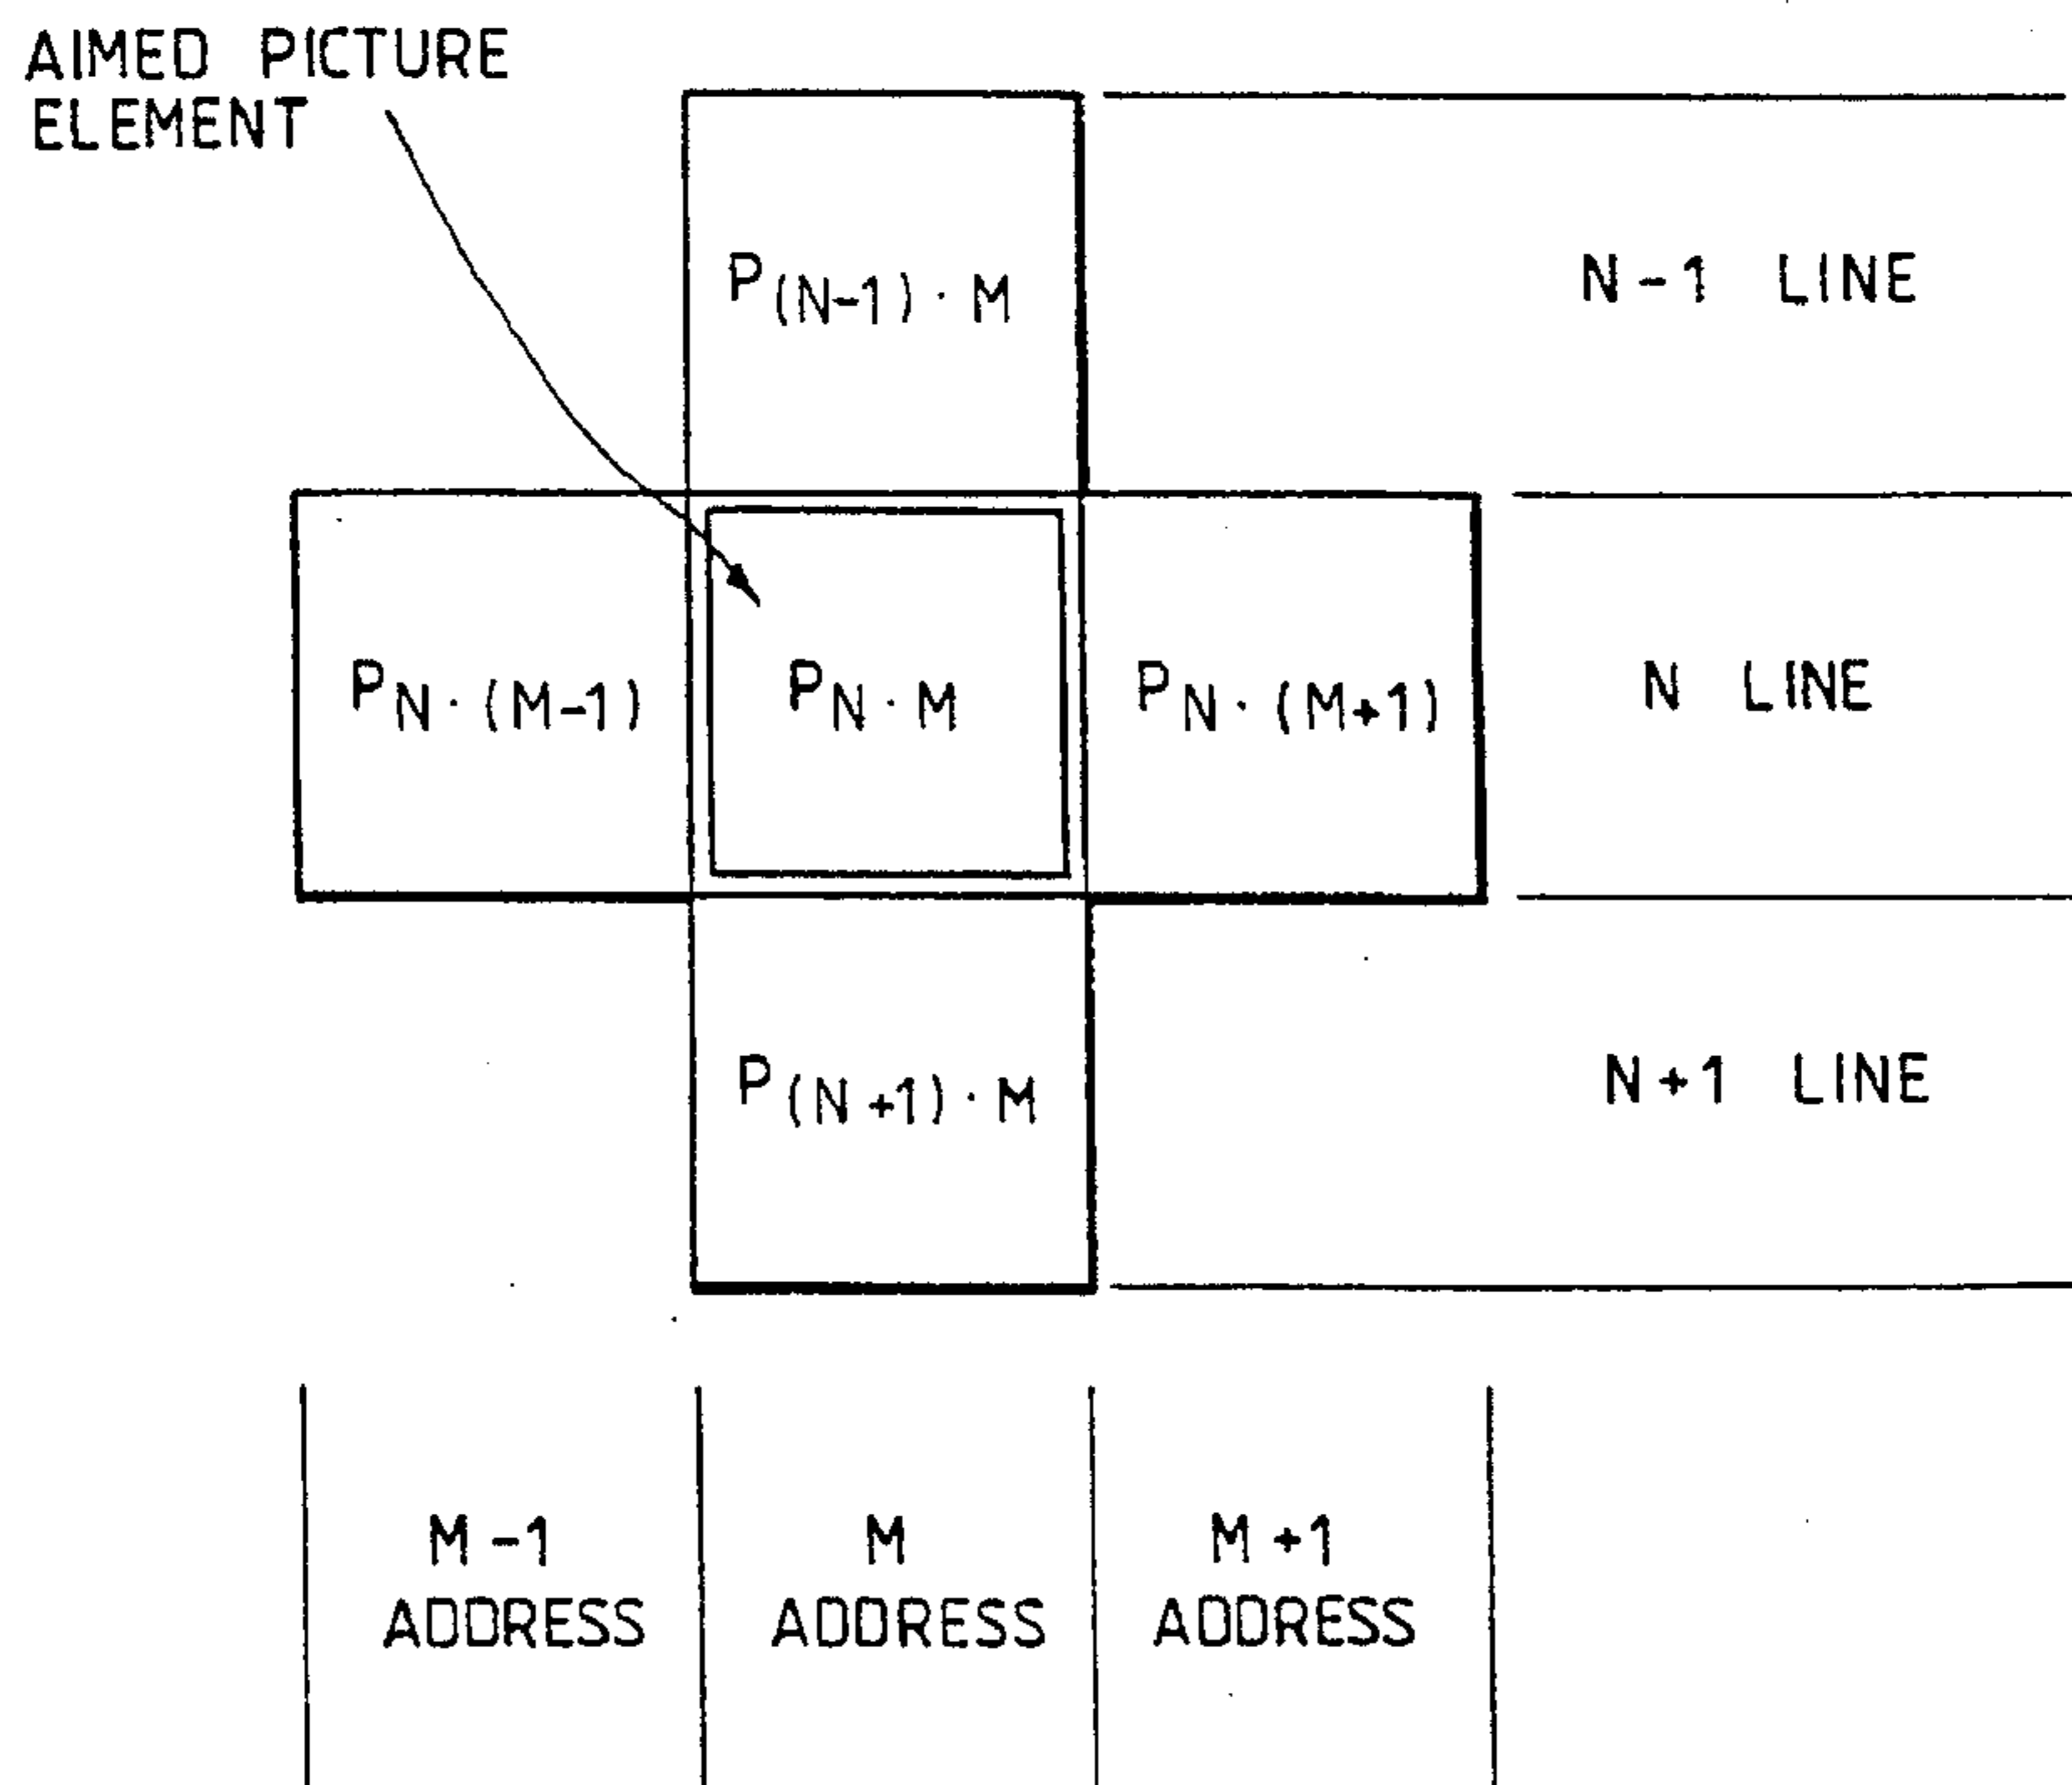 AIMED PICTURE
ELEMENT
P(N-1)·M
N-1 LINE
PN·(M-1)
PN·M
PN·(M+1)
N LINE
P(N+1)·M
N+1 LINE
M-1
ADDRESS
M
ADDRESS
M+1
ADDRESS